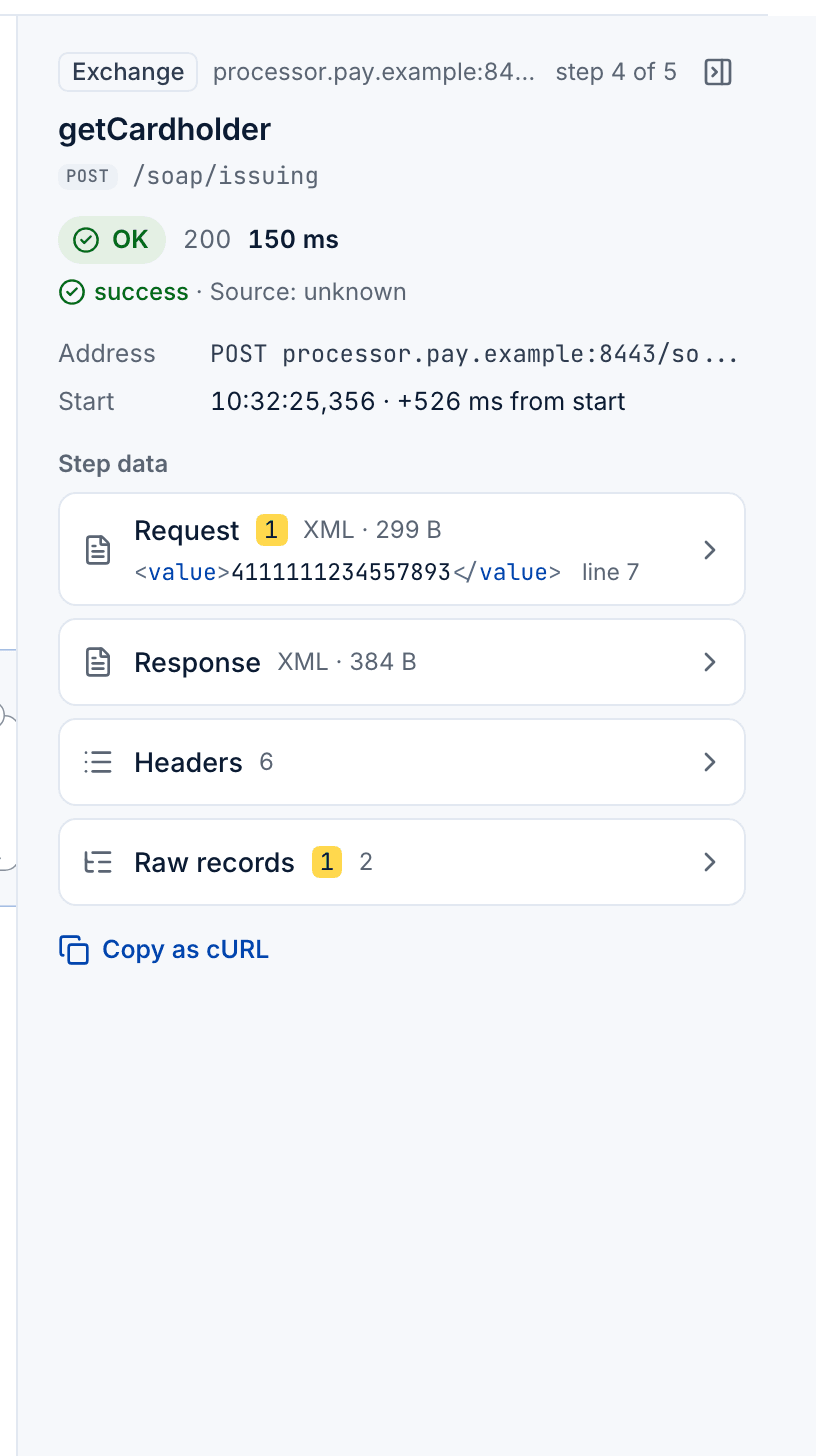 Exchange processor.pay.example:84... step 4 of 5
getCardholder
POST /soap/issuing
OK 200 150 ms
success · Source: unknown
Address POST processor.pay.example:8443/so...
Start 10:32:25,356 · +526 ms from start
Step data
Request 1 XML · 299 B
<value>4111111234557893</value> line 7
Response XML · 384 B
Headers 6
Raw records 1 2
Copy as cURL